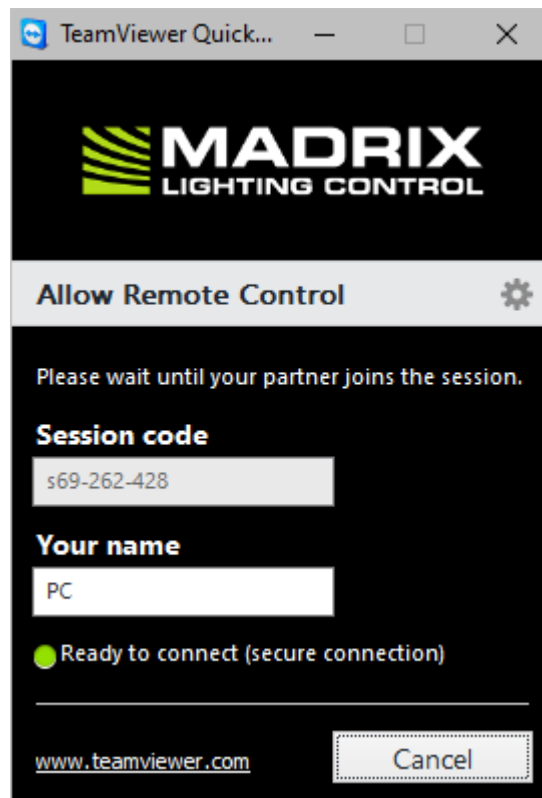 TeamViewer Quick...
MADRIX
LIGHTING CONTROL
Allow Remote Control
Please wait until your partner joins the session.
Session code
s69-262-428
Your name
PC
Ready to connect (secure connection)
www.teamviewer.com
Cancel